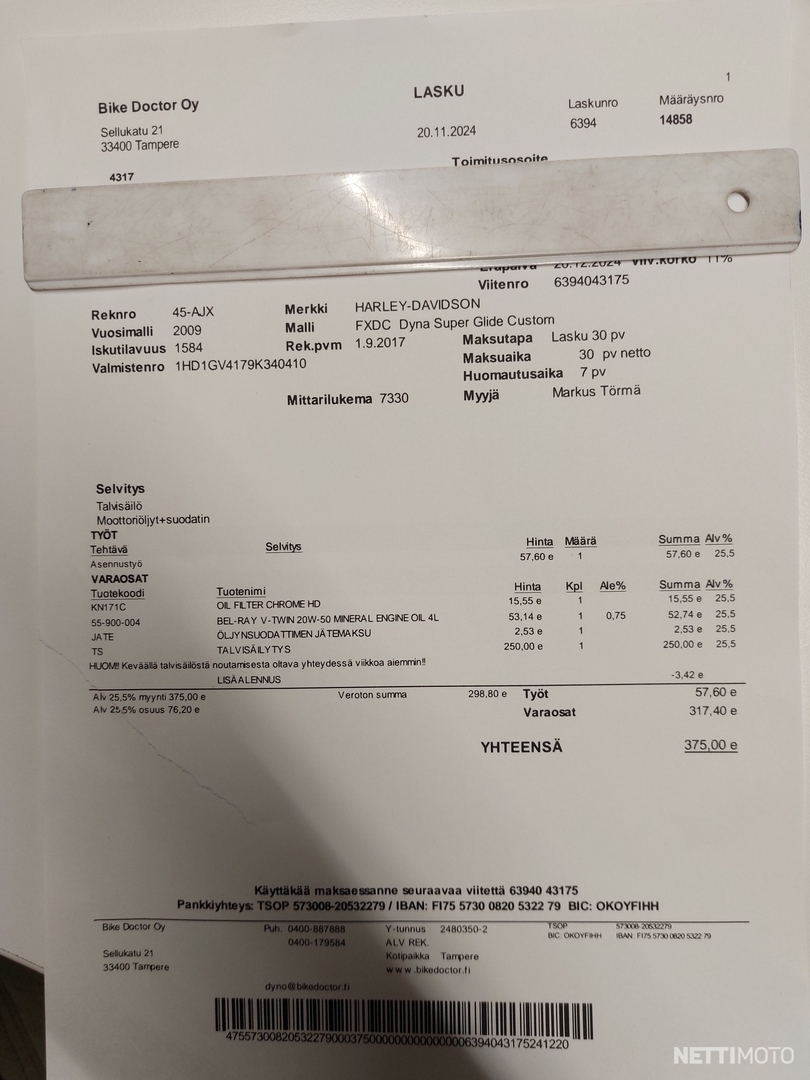 1
Bike Doctor Oy
LASKU
Laskunro Määräysnro
6394 14858
Sellukatu 21
20.11.2024
33400 Tampere
Toimitusosoite
4317
Eräpäivä 20.12.2024 Viiv.korko 11%
Viitenro 6394043175
Reknro 45-AJX Merkki HARLEY-DAVIDSON
Vuosimalli 2009 Malli FXDC Dyna Super Glide Custom
Iskutilavuus 1584 Rek.pvm 1.9.2017 Maksutapa Lasku 30 pv
Valmistenro 1HD1GV4179K340410 Maksuaika 30 pv netto
Huomautusaika 7 pv
Mittarilukema 7330 Myyjä Markus Törmä
Selvitys
Talvisäilö
Moottoriöljyt+suodatin
TYÖT
Tehtävä Selvitys Hinta Määrä Summa Alv%
Asennustyö 57,60 e 1 57,60 e 25,5
VARAOSAT
Tuotekoodi Tuotenimi Hinta Kpl Ale% Summa Alv%
KN171C OIL FILTER CHROME HD 15,55 e 1 15,55 e 25,5
55-900-004 BEL-RAY V-TWIN 20W-50 MINERAL ENGINE OIL 4L 53,14 e 1 0,75 52,74 e 25,5
JATE ÖLJYNSUODATTIMEN JÄTEMAKSU 2,53 e 1 2,53 e 25,5
TS TALVISÄILYTYS 250,00 e 1 250,00 e 25,5
HUOM!! Keväällä talvisäilöstä noutamisesta oltava yhteydessä viikkoa aiemmin!!
LISÄALENNUS -3,42 e
Alv 25,5% myynti 375,00 e Veroton summa 298,80 e Työt 57,60 e
Alv 25,5% osuus 76,20 e Varaosat 317,40 e
YHTEENSÄ 375,00 e
Käyttäkää maksaessanne seuraavaa viitettä 63940 43175
Pankkiyhteys: TSOP 573008-20532279 / IBAN: FI75 5730 0820 5322 79 BIC: OKOYFIHH
Bike Doctor Oy Puh. 0400-887888 Y-tunnus 2480350-2 TSOP 573008-20532279
0400-179584 ALV REK. BIC: OKOYFIHH IBAN: FI75 5730 0820 5322 79
Sellukatu 21 Kotipaikka Tampere
33400 Tampere www.bikedoctor.fi
dyno@bikedoctor.fi
NETTIMOTO